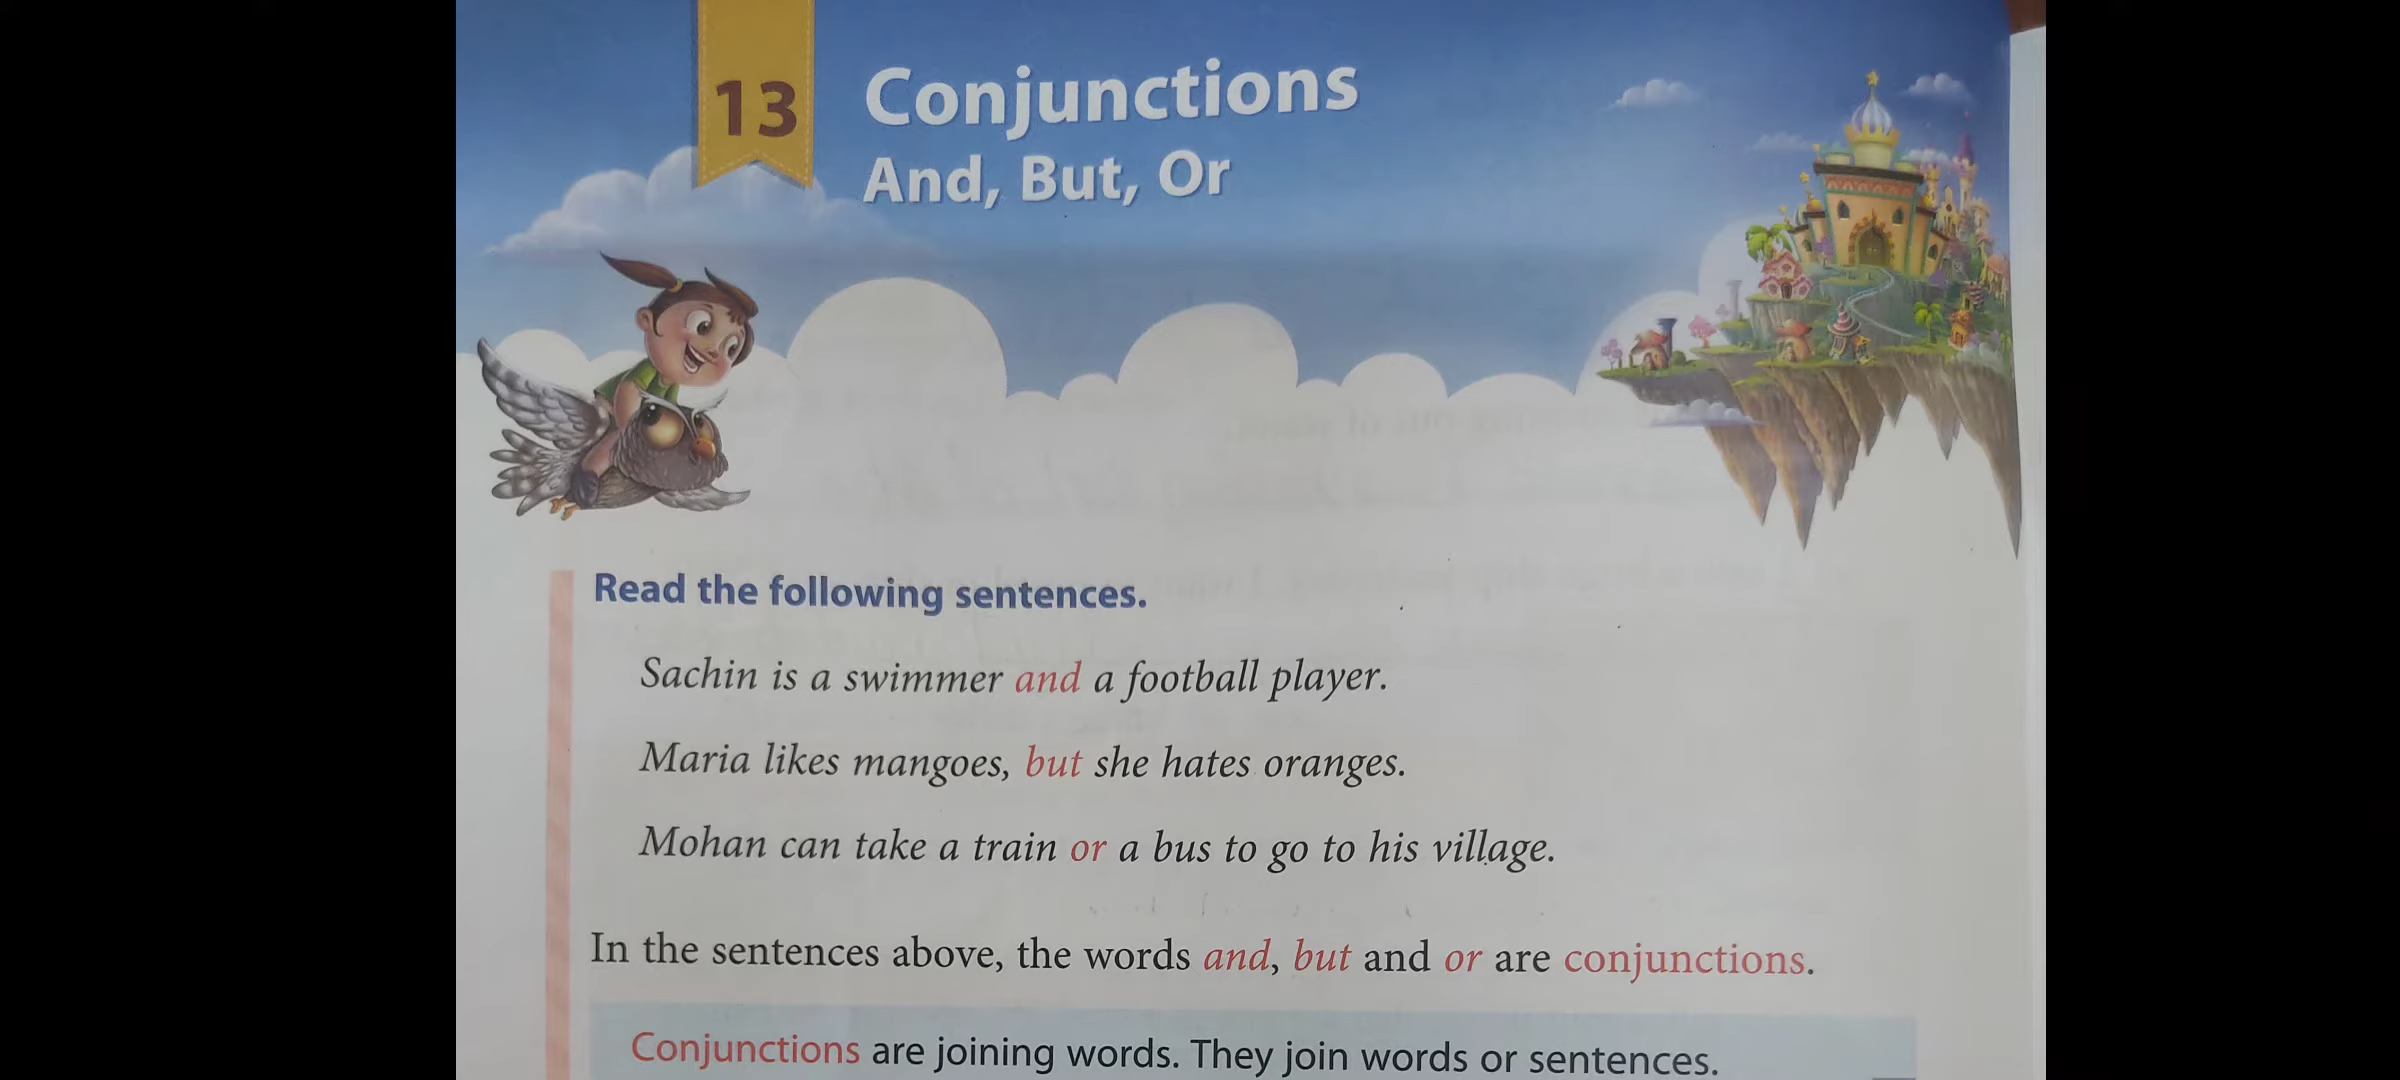 13
Conjunctions
And, But, Or
Read the following sentences.
Sachin is a swimmer and a football player.
Maria likes mangoes, but she hates oranges.
Mohan can take a train or a bus to go to his village.
In the sentences above, the words and, but and or are conjunctions.
Conjunctions are joining words. They join words or sentences.